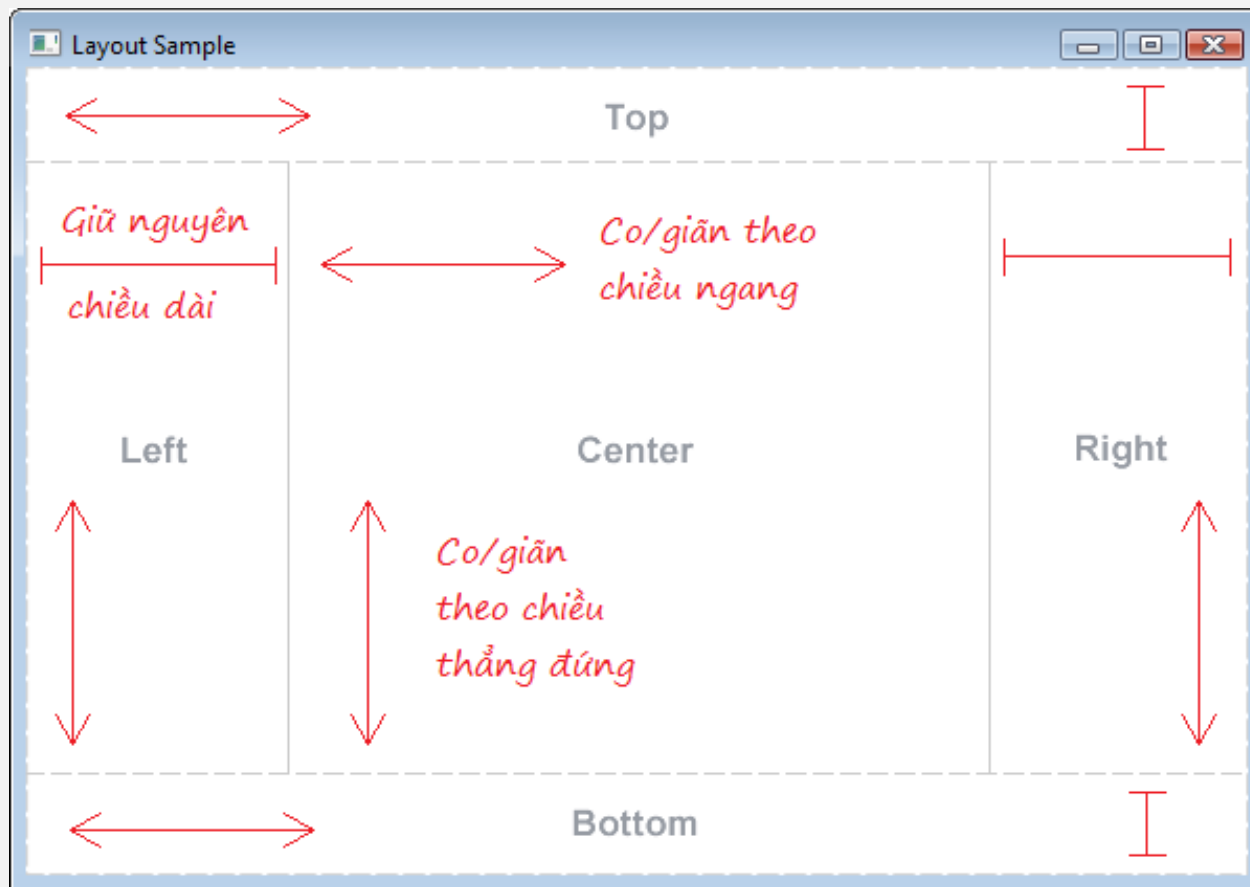 Layout Sample
Top
Giữ nguyên
chiều dài
Co/giãn theo
chiều ngang
Left
Center
Right
Co/giãn
theo chiều
thẳng đứng
Bottom